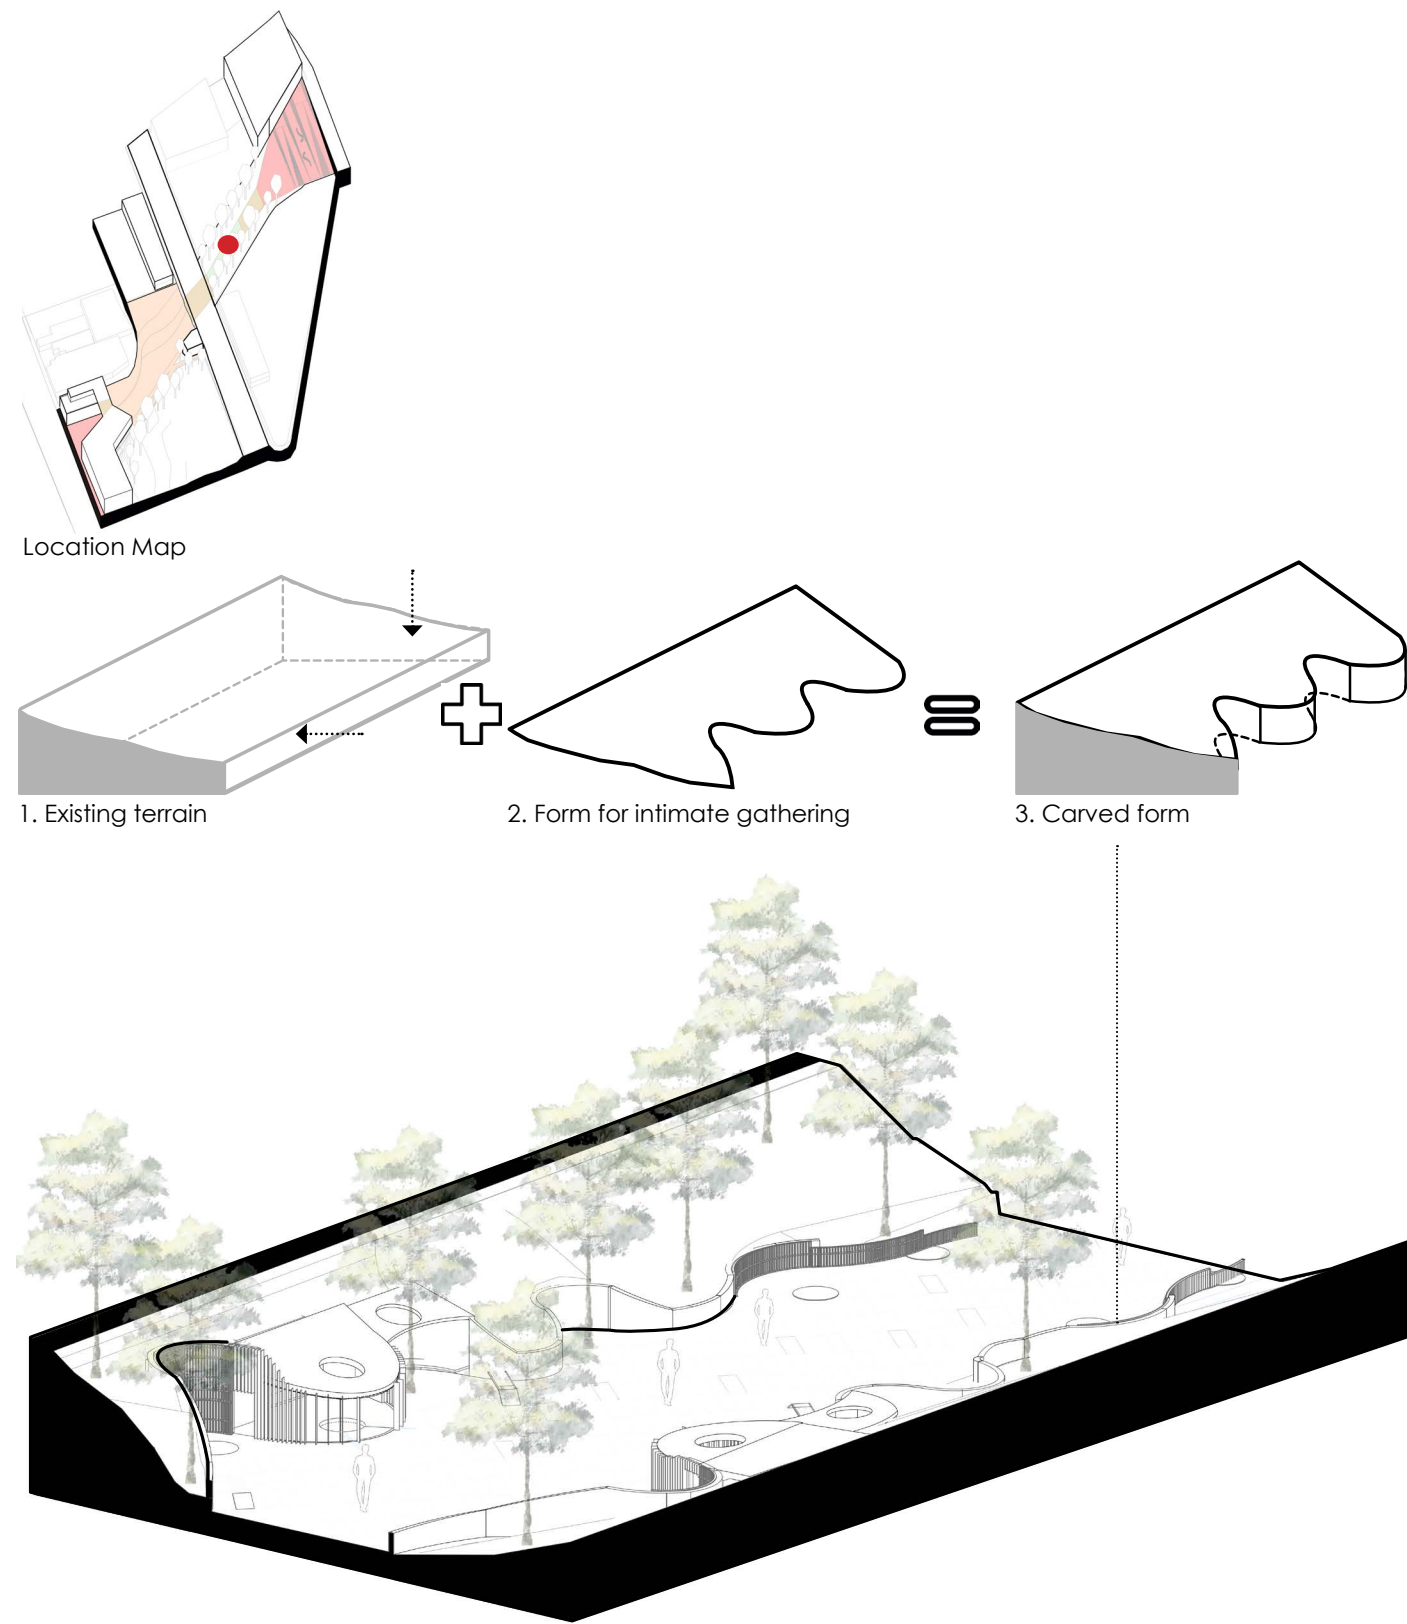 Location Map
1. Existing terrain
2. Form for intimate gathering
3. Carved form